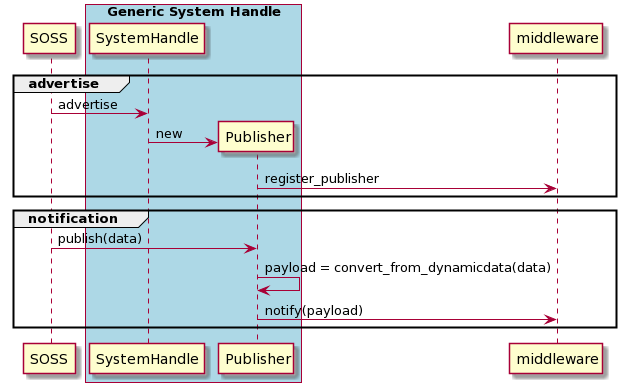 Generic System Handle
SOSS
SystemHandle
middleware
advertise
advertise
new
Publisher
register_publisher
notification
publish(data)
payload = convert_from_dynamicdata(data)
notify(payload)
SOSS
SystemHandle
Publisher
middleware